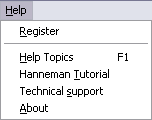 Help
Register
Help Topics F1
Hanneman Tutorial
Technical support
About